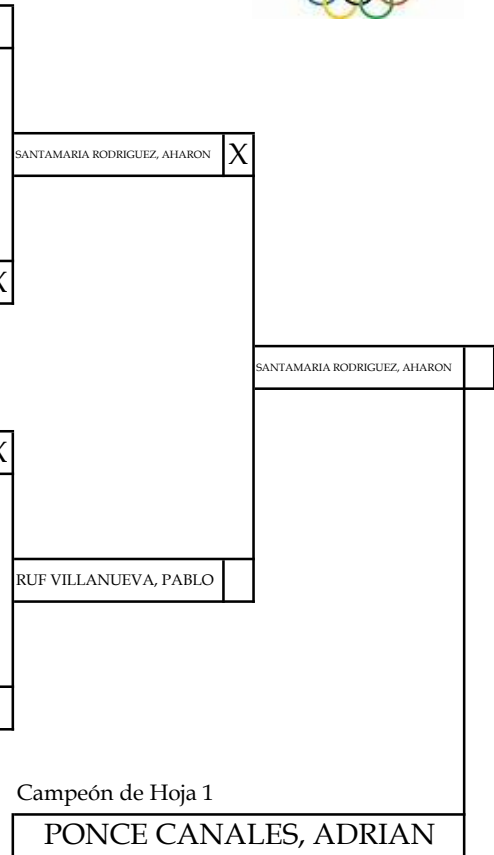 SANTAMARIA RODRIGUEZ, AHARON X
X
SANTAMARIA RODRIGUEZ, AHARON
X
RUF VILLANUEVA, PABLO
Campeón de Hoja 1
PONCE CANALES, ADRIAN